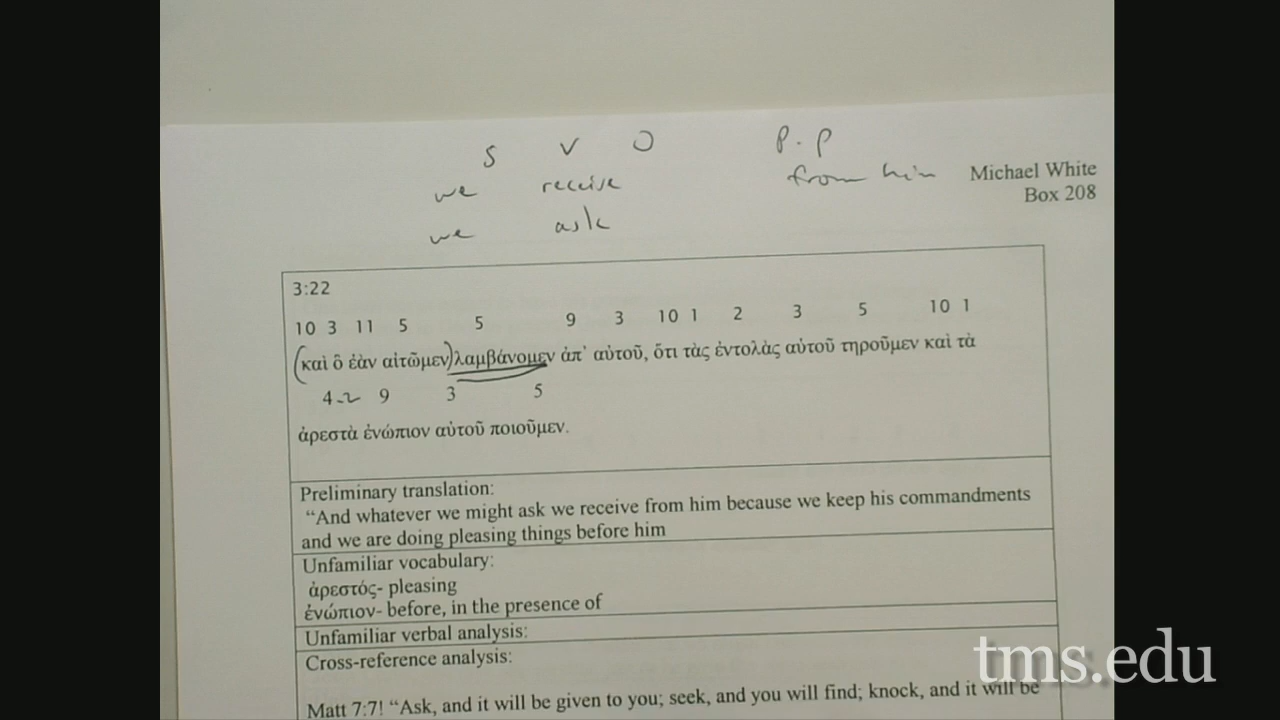 S V O P.P
we receive from him
we ask
Michael White
Box 208
3:22
10 3 11 5 5 9 3 10 1 2 3 5 10 1
(καὶ ὃ ἐὰν αἰτῶμεν) λαμβάνομεν ἀπ᾽ αὐτοῦ, ὅτι τὰς ἐντολὰς αὐτοῦ τηροῦμεν καὶ τὰ
4-2 9 3 5
ἀρεστὰ ἐνώπιον αὐτοῦ ποιοῦμεν.
Preliminary translation:
“And whatever we might ask we receive from him because we keep his commandments
and we are doing pleasing things before him
Unfamiliar vocabulary:
ἀρεστός- pleasing
ἐνώπιον- before, in the presence of
Unfamiliar verbal analysis:
Cross-reference analysis:
Matt 7:7! “Ask, and it will be given to you; seek, and you will find; knock, and it will be
tms.edu